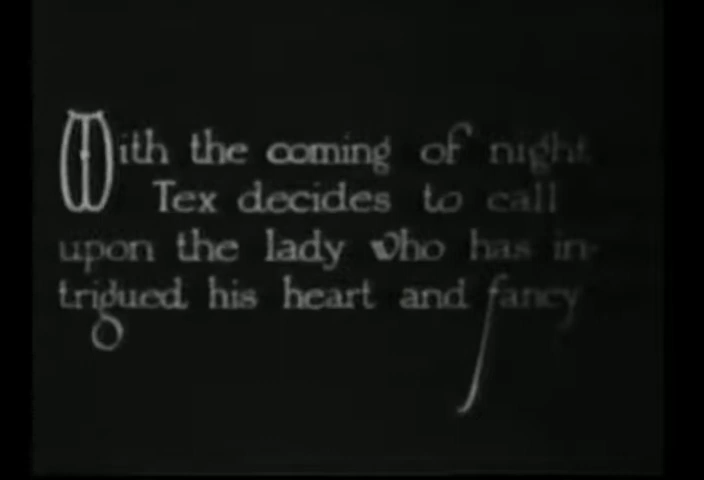 With the coming of night
Tex decides to call
upon the lady who has in-
trigued his heart and fancy